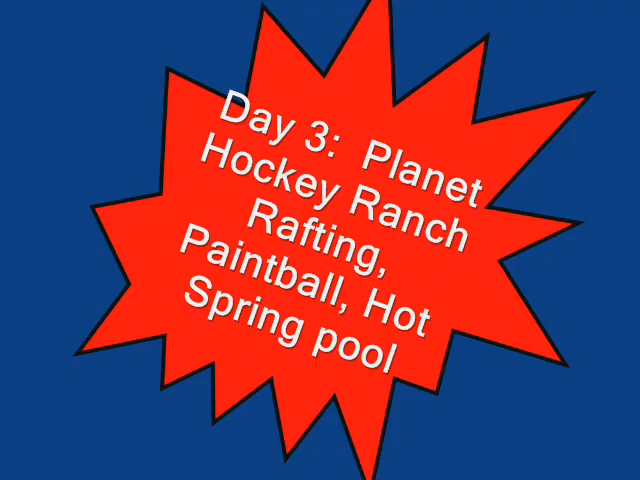 Day 3:  Planet
Hockey Ranch
Rafting,
Paintball, Hot
Spring pool